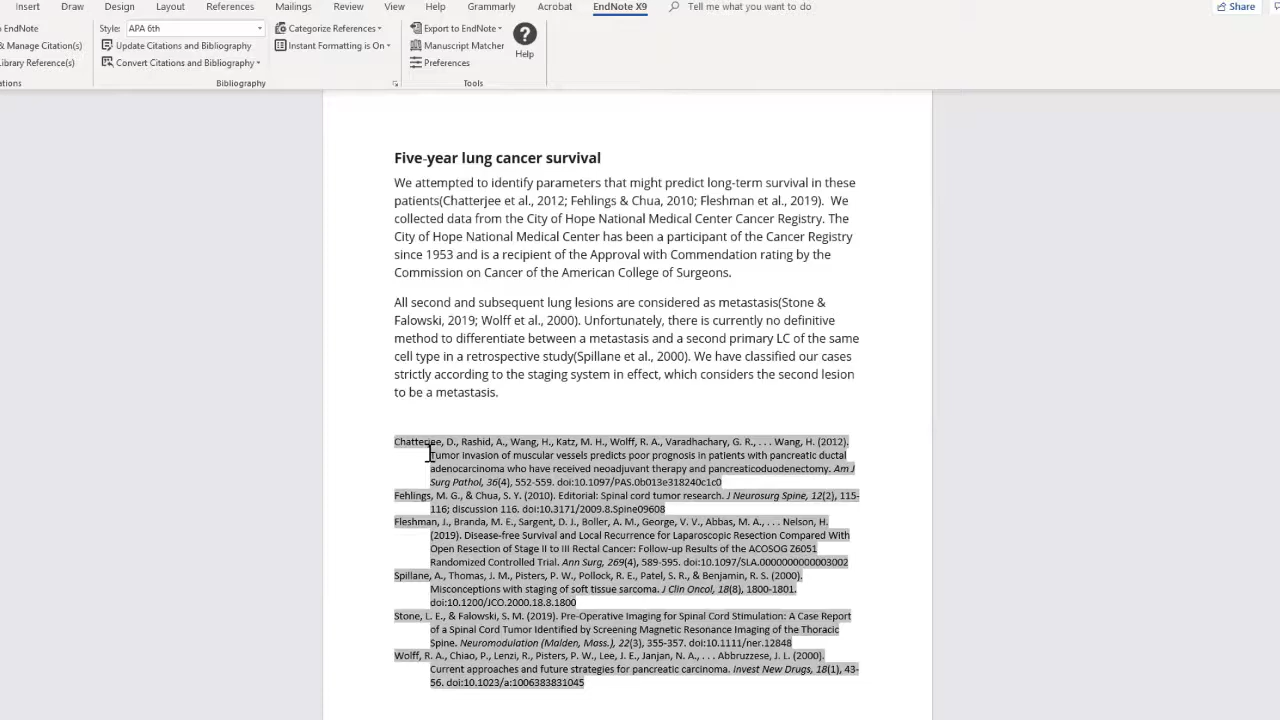 Insert Draw Design Layout References Mailings Review View Help Grammarly Acrobat EndNote X9 Tell me what you want to do Share
EndNote Style: APA 6th Categorize References Export to EndNote
& Manage Citation(s) Update Citations and Bibliography Instant Formatting is On Manuscript Matcher Help
ibrary Reference(s) Convert Citations and Bibliography Preferences
ations Bibliography Tools
Five-year lung cancer survival
We attempted to identify parameters that might predict long-term survival in these
patients(Chatterjee et al., 2012; Fehlings & Chua, 2010; Fleshman et al., 2019). We
collected data from the City of Hope National Medical Center Cancer Registry. The
City of Hope National Medical Center has been a participant of the Cancer Registry
since 1953 and is a recipient of the Approval with Commendation rating by the
Commission on Cancer of the American College of Surgeons.
All second and subsequent lung lesions are considered as metastasis(Stone &
Falowski, 2019; Wolff et al., 2000). Unfortunately, there is currently no definitive
method to differentiate between a metastasis and a second primary LC of the same
cell type in a retrospective study(Spillane et al., 2000). We have classified our cases
strictly according to the staging system in effect, which considers the second lesion
to be a metastasis.
Chatterjee, D., Rashid, A., Wang, H., Katz, M. H., Wolff, R. A., Varadhachary, G. R., . . . Wang, H. (2012).
Tumor invasion of muscular vessels predicts poor prognosis in patients with pancreatic ductal
adenocarcinoma who have received neoadjuvant therapy and pancreaticoduodenectomy. Am J
Surg Pathol, 36(4), 552-559. doi:10.1097/PAS.0b013e318240c1c0
Fehlings, M. G., & Chua, S. Y. (2010). Editorial: Spinal cord tumor research. J Neurosurg Spine, 12(2), 115-
116; discussion 116. doi:10.3171/2009.8.Spine09608
Fleshman, J., Branda, M. E., Sargent, D. J., Boller, A. M., George, V. V., Abbas, M. A., . . . Nelson, H.
(2019). Disease-free Survival and Local Recurrence for Laparoscopic Resection Compared With
Open Resection of Stage II to III Rectal Cancer: Follow-up Results of the ACOSOG Z6051
Randomized Controlled Trial. Ann Surg, 269(4), 589-595. doi:10.1097/SLA.0000000000003002
Spillane, A., Thomas, J. M., Pisters, P. W., Pollock, R. E., Patel, S. R., & Benjamin, R. S. (2000).
Misconceptions with staging of soft tissue sarcoma. J Clin Oncol, 18(8), 1800-1801.
doi:10.1200/JCO.2000.18.8.1800
Stone, L. E., & Falowski, S. M. (2019). Pre-Operative Imaging for Spinal Cord Stimulation: A Case Report
of a Spinal Cord Tumor Identified by Screening Magnetic Resonance Imaging of the Thoracic
Spine. Neuromodulation (Malden, Mass.), 22(3), 355-357. doi:10.1111/ner.12848
Wolff, R. A., Chiao, P., Lenzi, R., Pisters, P. W., Lee, J. E., Janjan, N. A., . . . Abbruzzese, J. L. (2000).
Current approaches and future strategies for pancreatic carcinoma. Invest New Drugs, 18(1), 43-
56. doi:10.1023/a:1006383831045